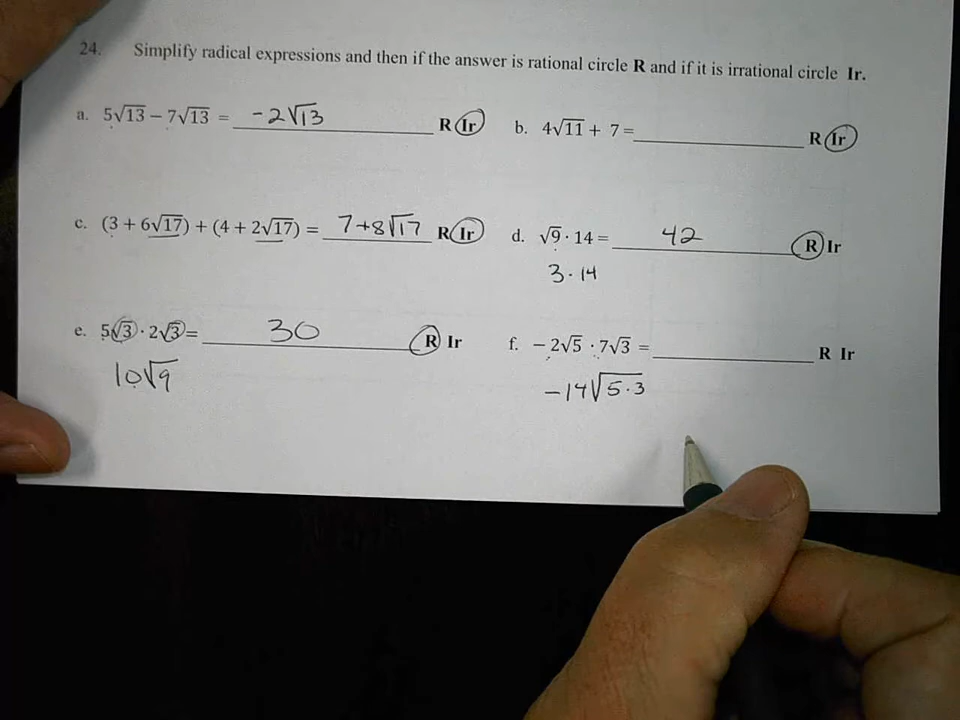 24. Simplify radical expressions and then if the answer is rational circle R and if it is irrational circle Ir.
a. 5√13 − 7√13 = -2√13 R Ir
b. 4√11 + 7 = R Ir
c. (3 + 6√17) + (4 + 2√17) = 7+8√17 R Ir
d. √9 · 14 = 42 R Ir
3 · 14
e. 5√3 · 2√3 = 30 R Ir
10√9
f. − 2√5 · 7√3 = R Ir
-14√5·3